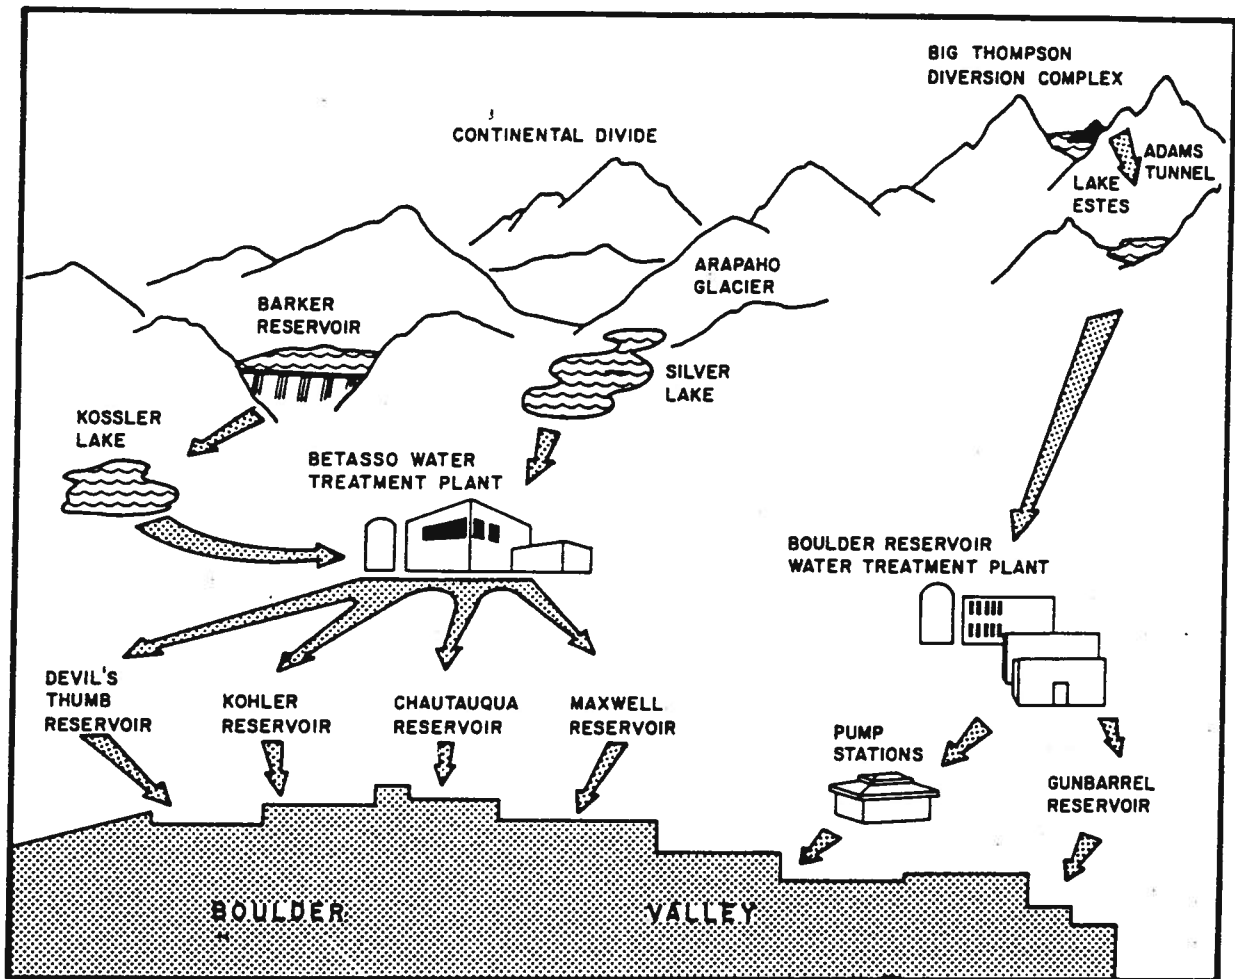 BIG THOMPSON
DIVERSION COMPLEX
CONTINENTAL DIVIDE
ADAMS
TUNNEL
LAKE
ESTES
ARAPAHO
GLACIER
BARKER
RESERVOIR
SILVER
LAKE
KOSSLER
LAKE
BETASSO WATER
TREATMENT PLANT
BOULDER RESERVOIR
WATER TREATMENT PLANT
DEVIL'S
THUMB
RESERVOIR
KOHLER
RESERVOIR
CHAUTAUQUA
RESERVOIR
MAXWELL
RESERVOIR
PUMP
STATIONS
GUNBARREL
RESERVOIR
BOULDER VALLEY